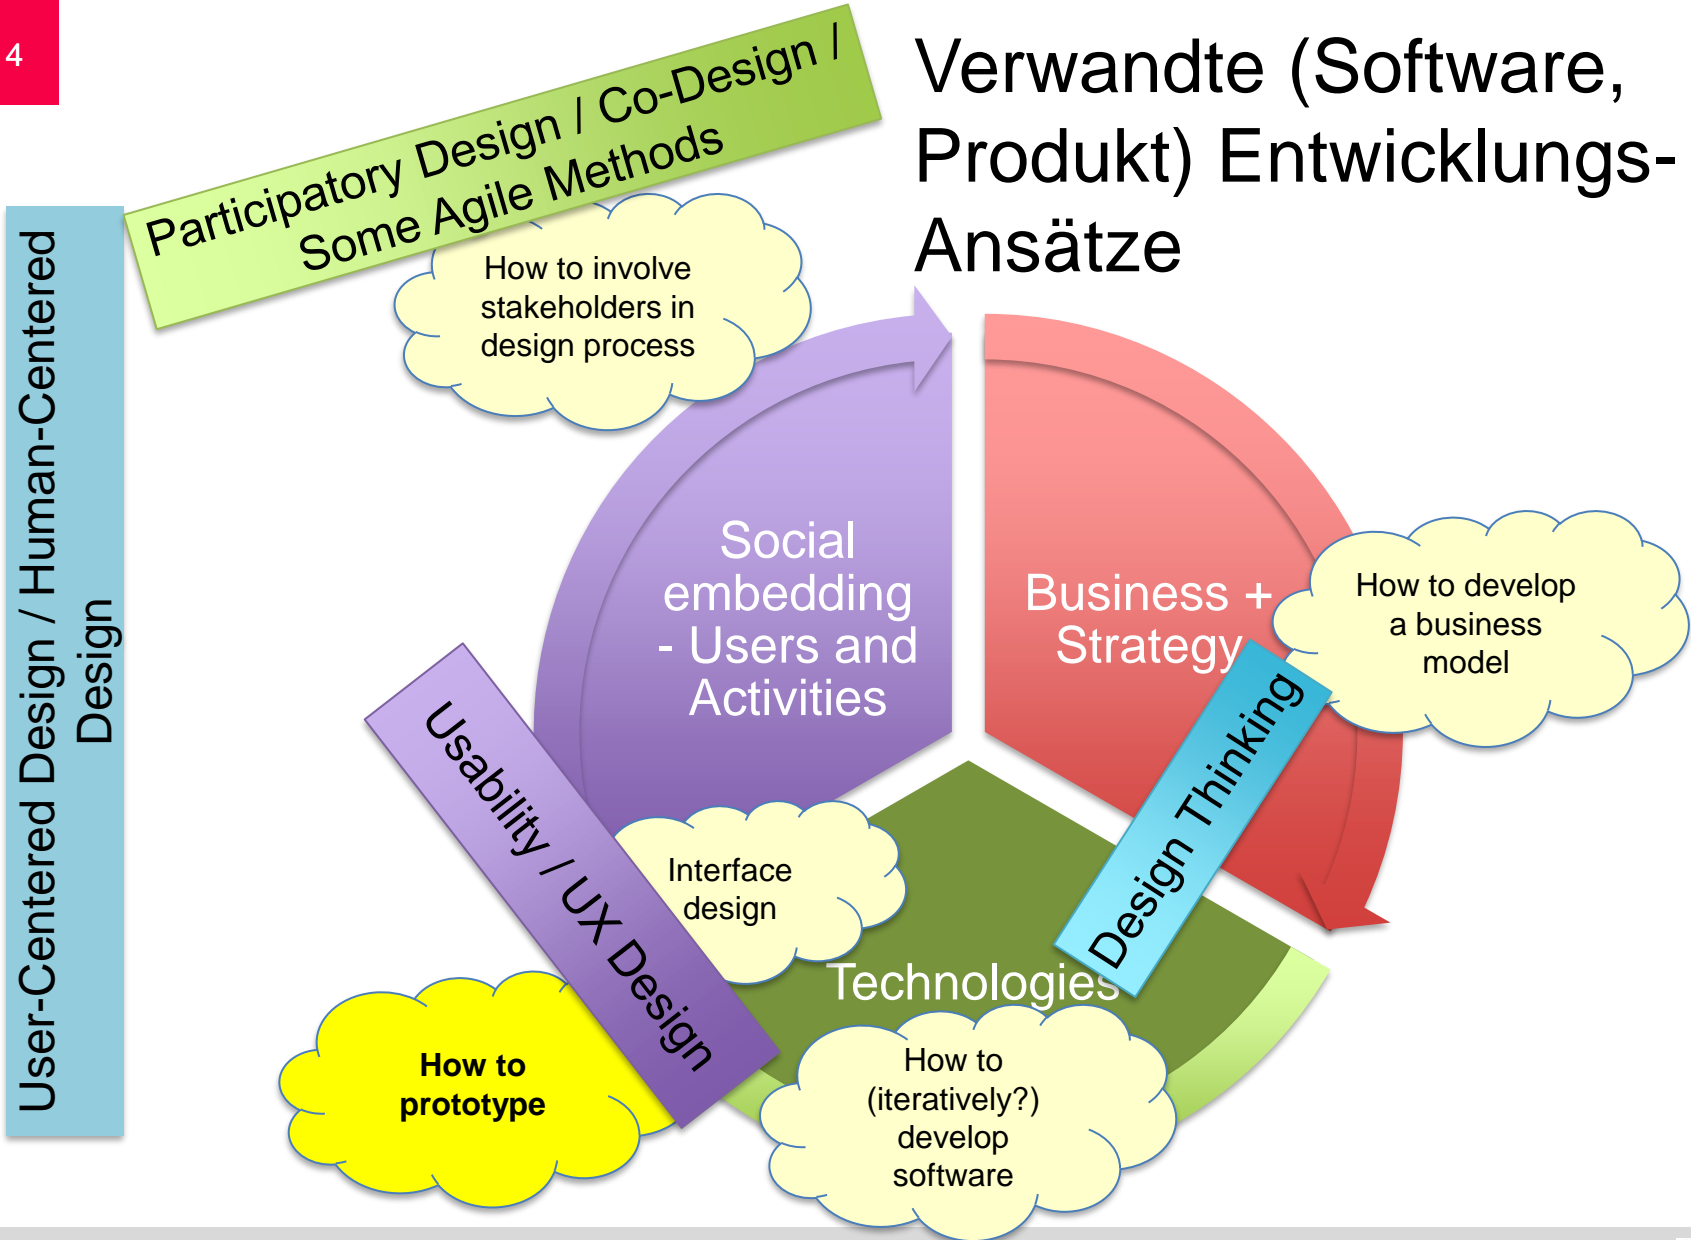 4
Verwandte (Software,
Produkt) Entwicklungs-
Ansätze
Participatory Design / Co-Design /
Some Agile Methods
User-Centered Design / Human-Centered
Design
How to involve
stakeholders in
design process
Social
embedding
- Users and
Activities
Business +
Strategy
How to develop
a business
model
Usability / UX Design
Design Thinking
Interface
design
Technologies
How to
prototype
How to
(iteratively?)
develop
software